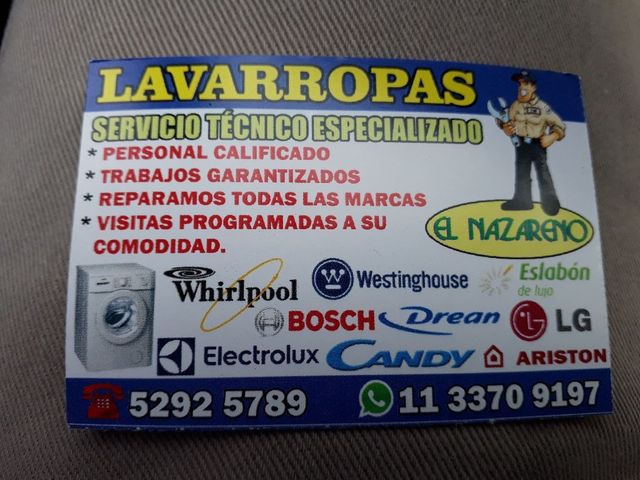 LAVARROPAS
SERVICIO TÉCNICO ESPECIALIZADO
* PERSONAL CALIFICADO
* TRABAJOS GARANTIZADOS
* REPARAMOS TODAS LAS MARCAS
* VISITAS PROGRAMADAS A SU
COMODIDAD.
EL NAZARENO
Whirlpool
W Westinghouse
Eslabón
de lujo
BOSCH
Drean
LG
Electrolux
CANDY
ARISTON
5292 5789
11 3370 9197